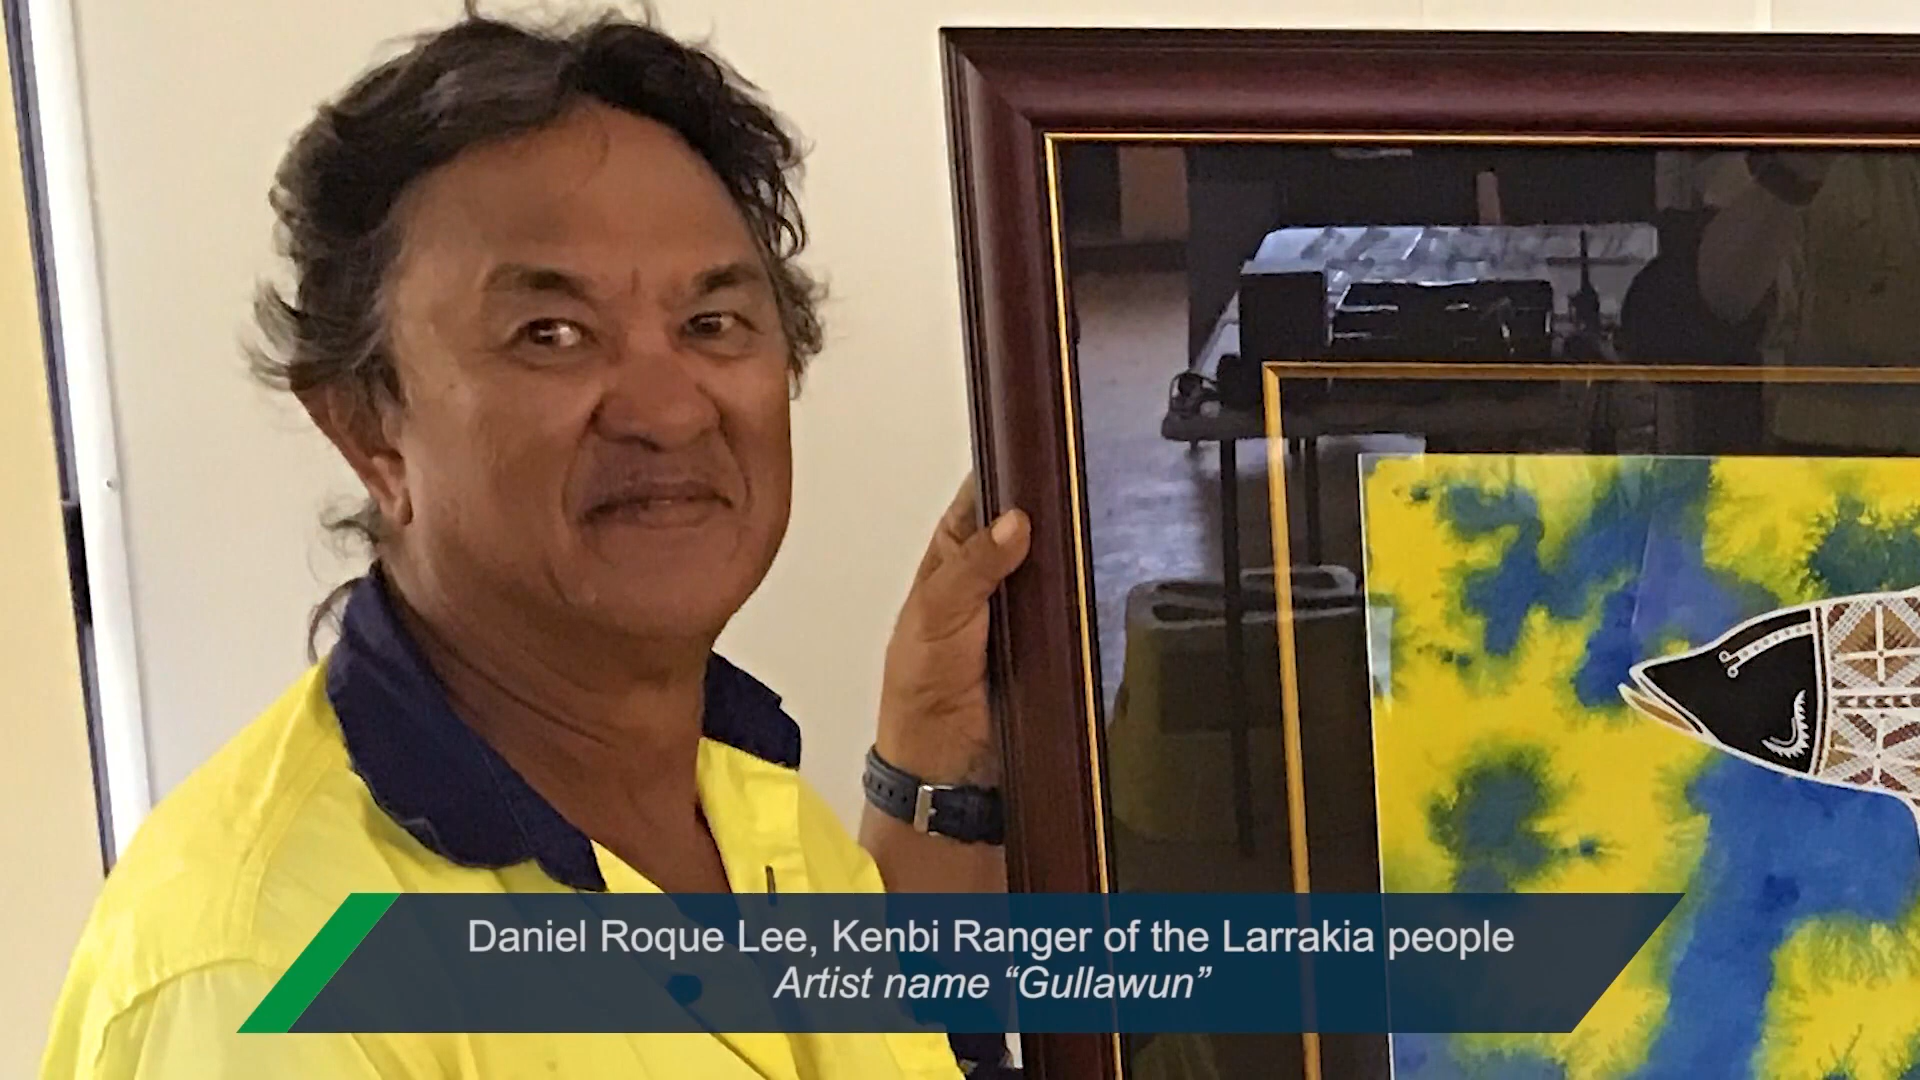 Daniel Roque Lee, Kenbi Ranger of the Larrakia people
Artist name “Gullawun”